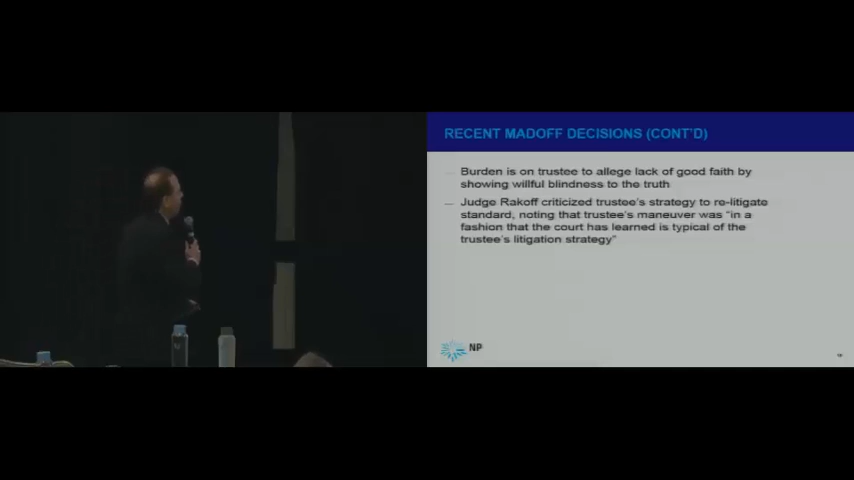 RECENT MADOFF DECISIONS (CONT'D)
Burden is on trustee to allege lack of good faith by
showing willful blindness to the truth
— Judge Rakoff criticized trustee's strategy to re-litigate
standard, noting that trustee's maneuver was "in a
fashion that the court has learned is typical of the
trustee's litigation strategy"
NP